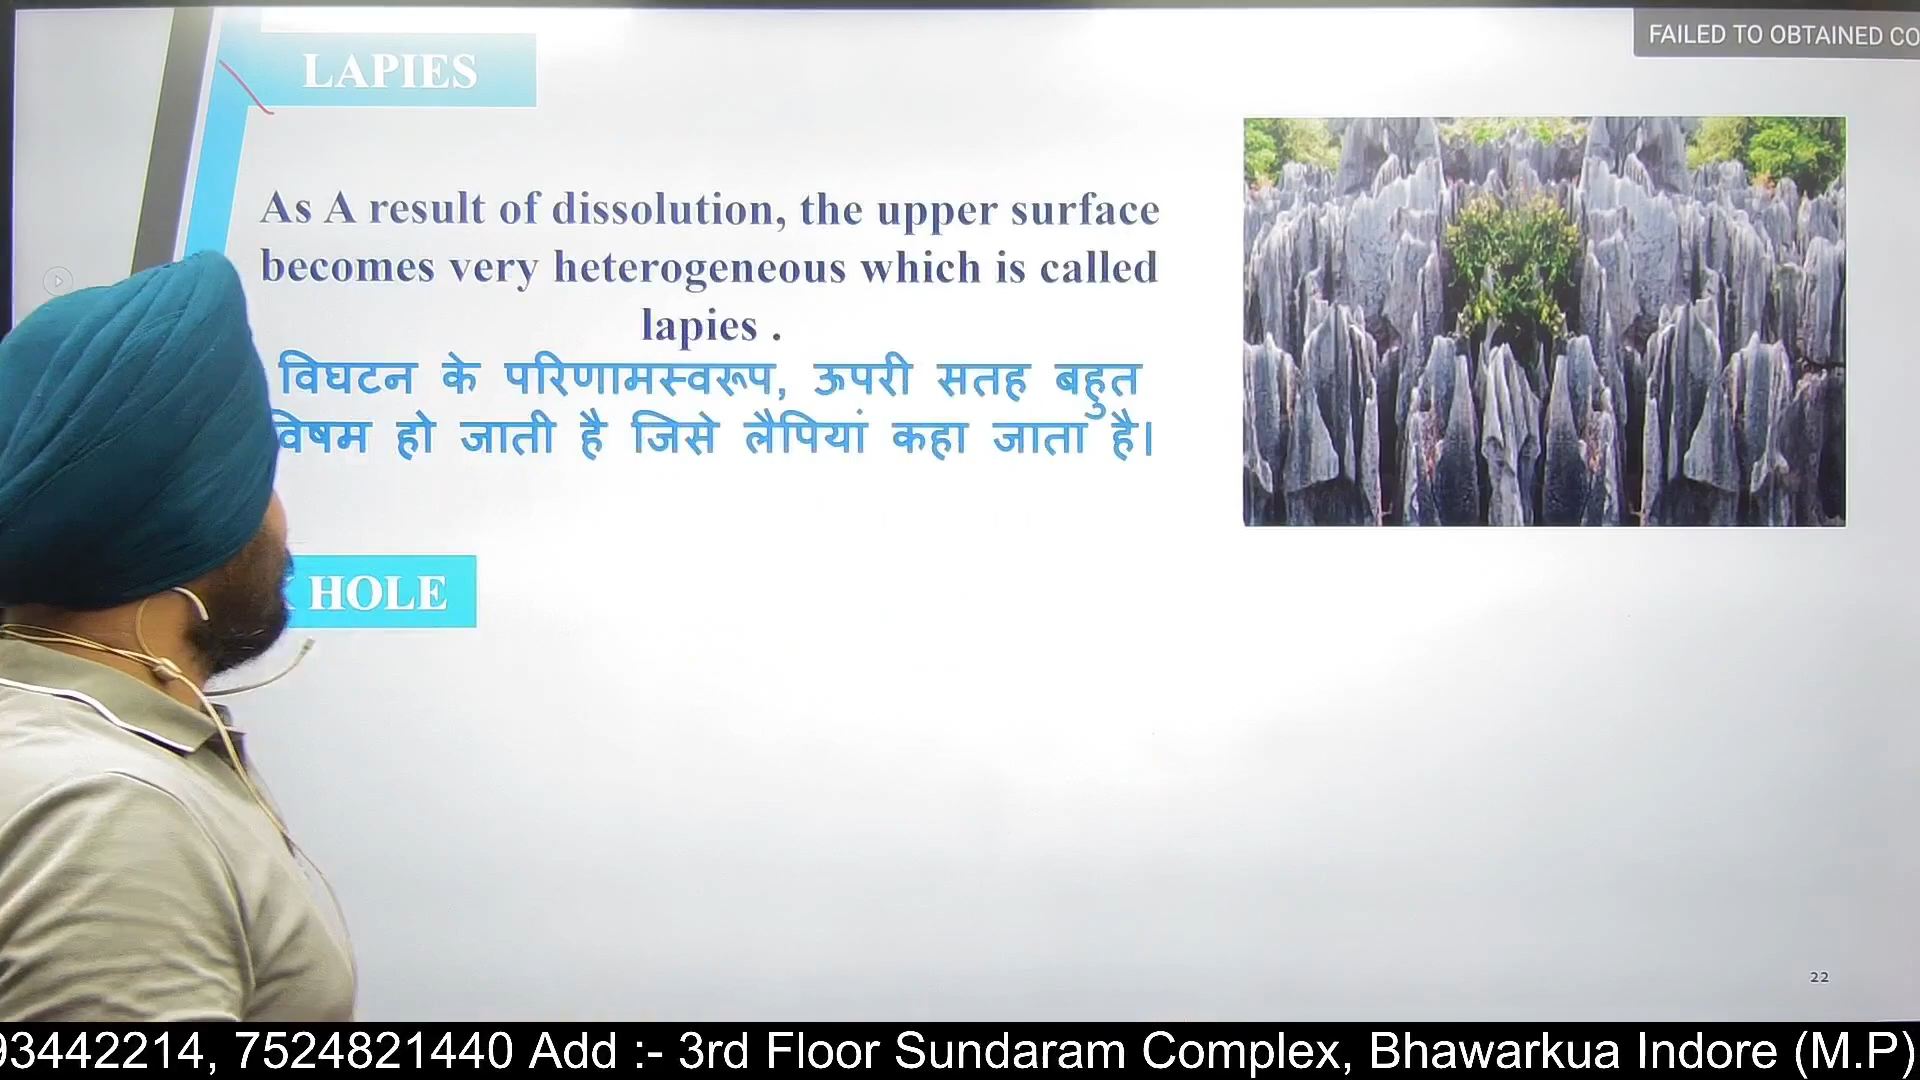 FAILED TO OBTAINED CO
LAPIES
As A result of dissolution, the upper surface
becomes very heterogeneous which is called
lapies .
विघटन के परिणामस्वरूप, ऊपरी सतह बहुत
विषम हो जाती है जिसे लैपियां कहा जाता है।
HOLE
22
93442214, 7524821440 Add :- 3rd Floor Sundaram Complex, Bhawarkua Indore (M.P)